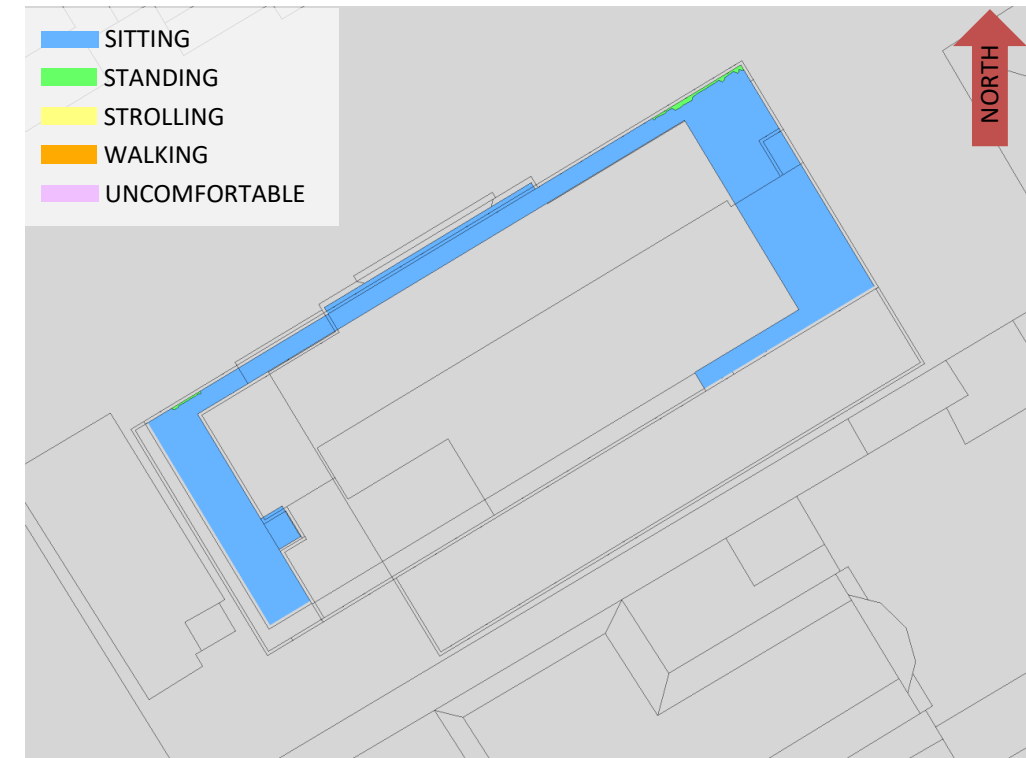 SITTING
STANDING
STROLLING
WALKING
UNCOMFORTABLE
NORTH